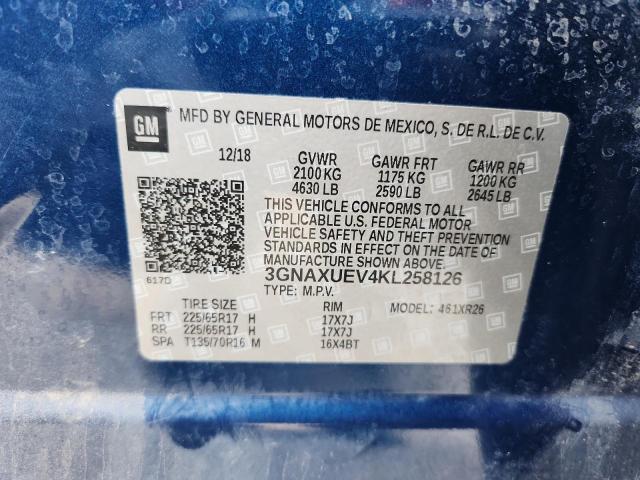 GM MFD BY GENERAL MOTORS DE MEXICO, S. DE R.L. DE C.V.
12/18 GVWR GAWR FRT GAWR RR
2100 KG 1175 KG 1200 KG
4630 LB 2590 LB 2645 LB
THIS VEHICLE CONFORMS TO ALL
APPLICABLE U.S. FEDERAL MOTOR
VEHICLE SAFETY AND THEFT
STANDARDS IN EFFECT ON THE DATE OF
MANUFACTURE SHOWN ABOVE.
617D 3GNAXUEV4KL258126
TYPE: M.P.V.
TIRE SIZE RIM MODEL: 461XR26
FRT 225/65R17 H 17X7J
RR 225/65R17 H 17X7J
SPA T135/70R16 M 16X4BT